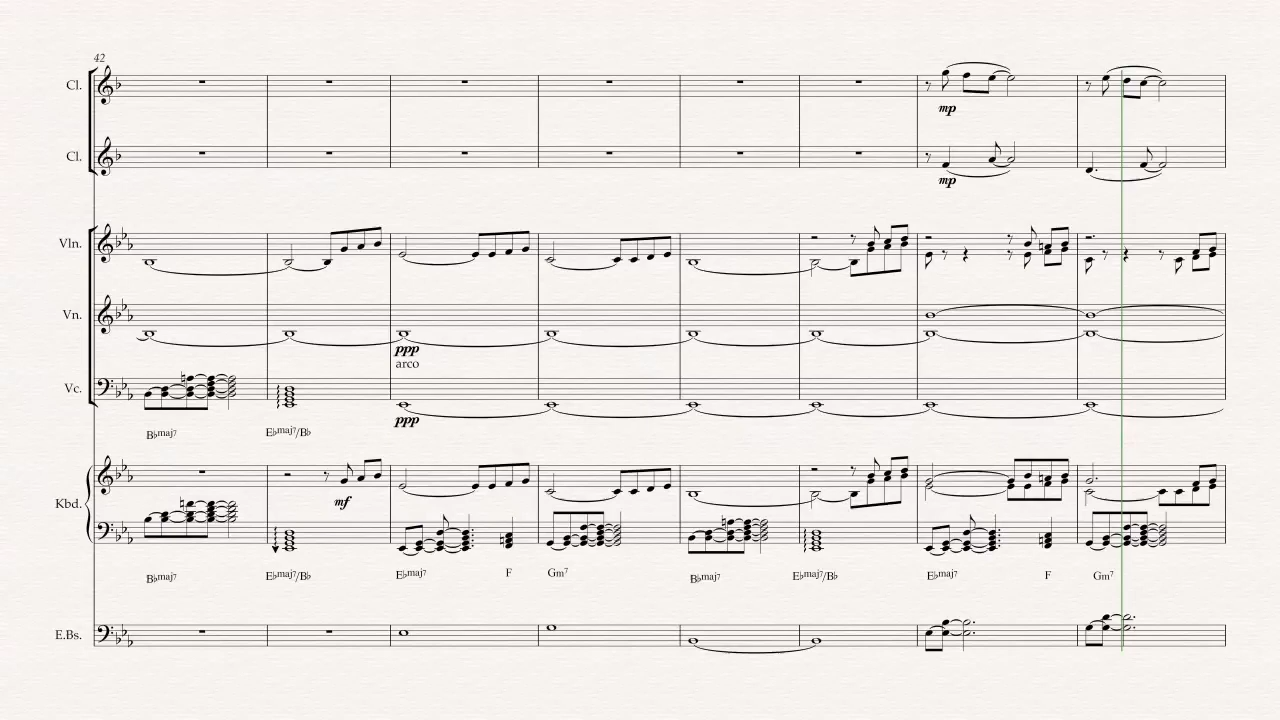 42
Cl.
mp
Cl.
mp
Vln.
Vn.
ppp
arco
Vc.
ppp
B♭maj7 E♭maj7/B♭
mf
Kbd.
B♭maj7 E♭maj7/B♭ E♭maj7 F Gm7 B♭maj7 E♭maj7/B♭ E♭maj7 F Gm7
E.Bs.